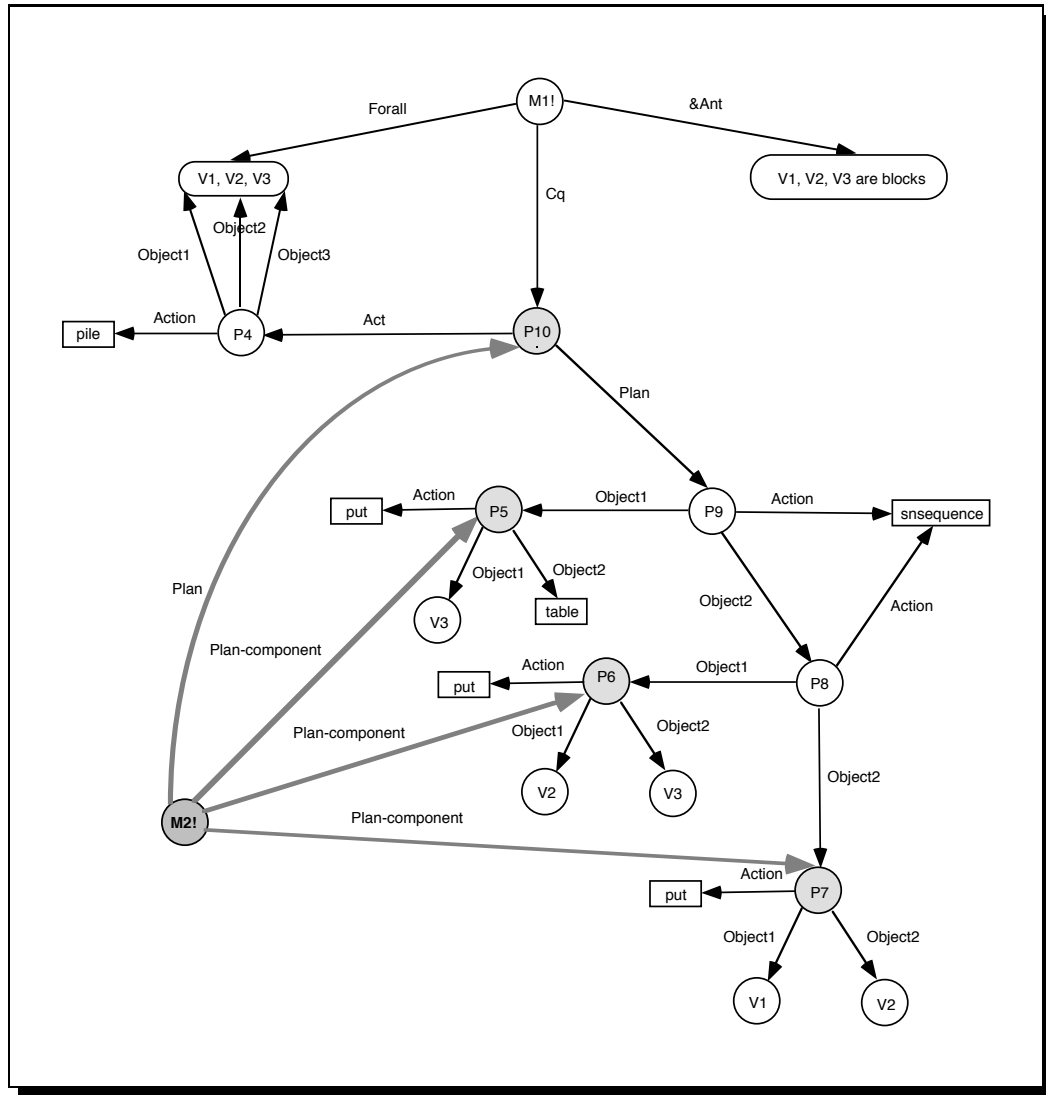 M1!
Forall
&Ant
V1, V2, V3
V1, V2, V3 are blocks
Cq
Object2
Object1
Object3
Action
Act
pile
P4
P10
.
Plan
Action
Object1
Action
put
P5
P9
snsequence
Object1
Object2
Plan
Object2
Action
V3
table
Plan-component
Action
Object1
put
P6
P8
Plan-component
Object1
Object2
Object2
V2
V3
M2!
Plan-component
Action
put
P7
Object1
Object2
V1
V2